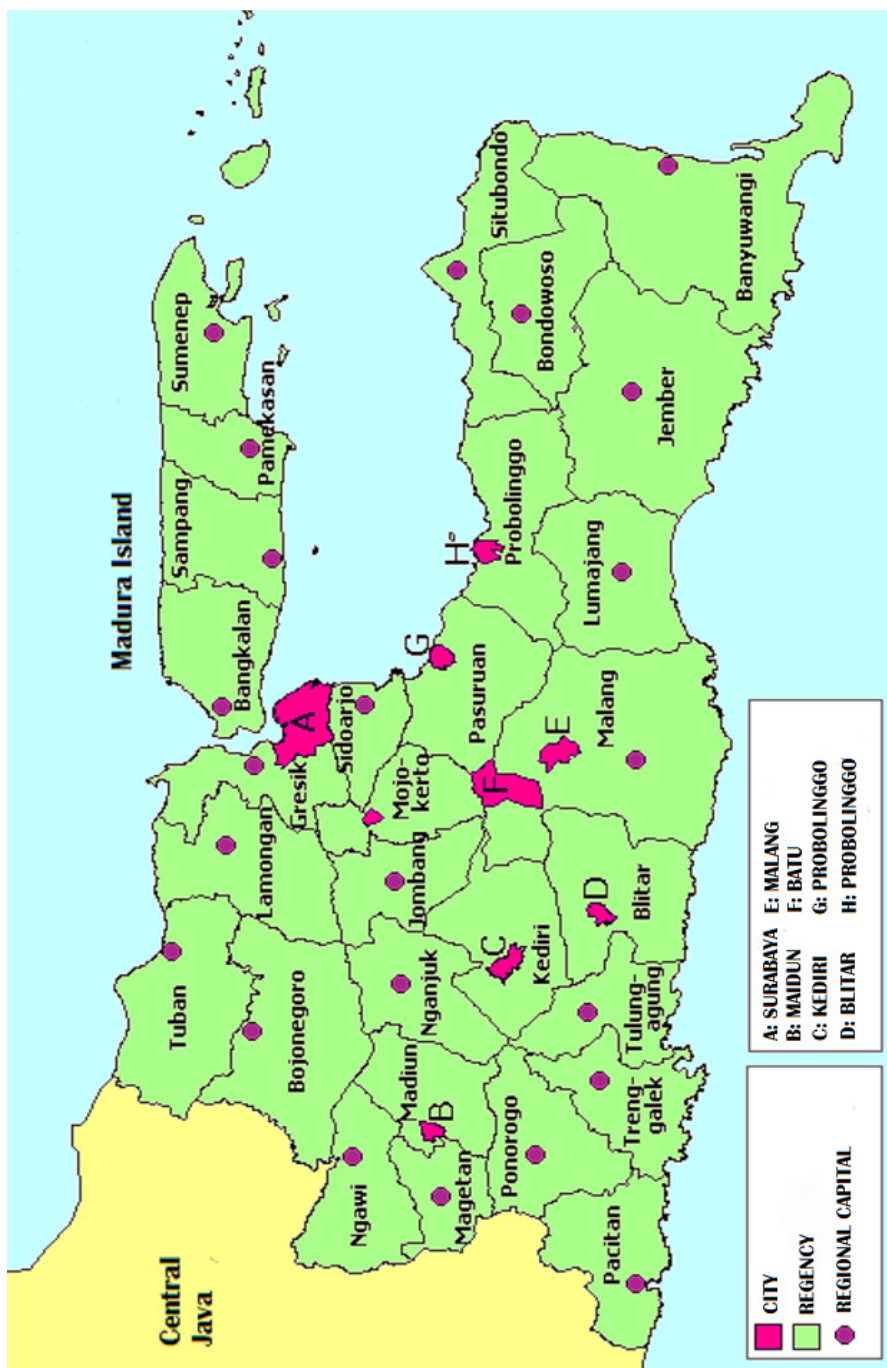 Madura Island
Central
Java
Tuban
Lamongan
Bangkalan
Sampang
Pamekasan
Sumenep
Bojonegoro
Gresik
A
Sidoarjo
Ngawi
Madiun
B
Nganjuk
Jombang
Mojo-
kerto
G
H
Magetan
Ponorogo
C
Kediri
F
Pasuruan
Probolinggo
Situbondo
Bondowoso
E
D
Pacitan
Treng-
galek
Tulung-
agung
Blitar
Malang
Lumajang
Jember
Banyuwangi
CITY
REGENCY
REGIONAL CAPITAL
A: SURABAYA E: MALANG
B: MAIDUN F: BATU
C: KEDIRI G: PROBOLINGGO
D: BLITAR H: PROBOLINGGO